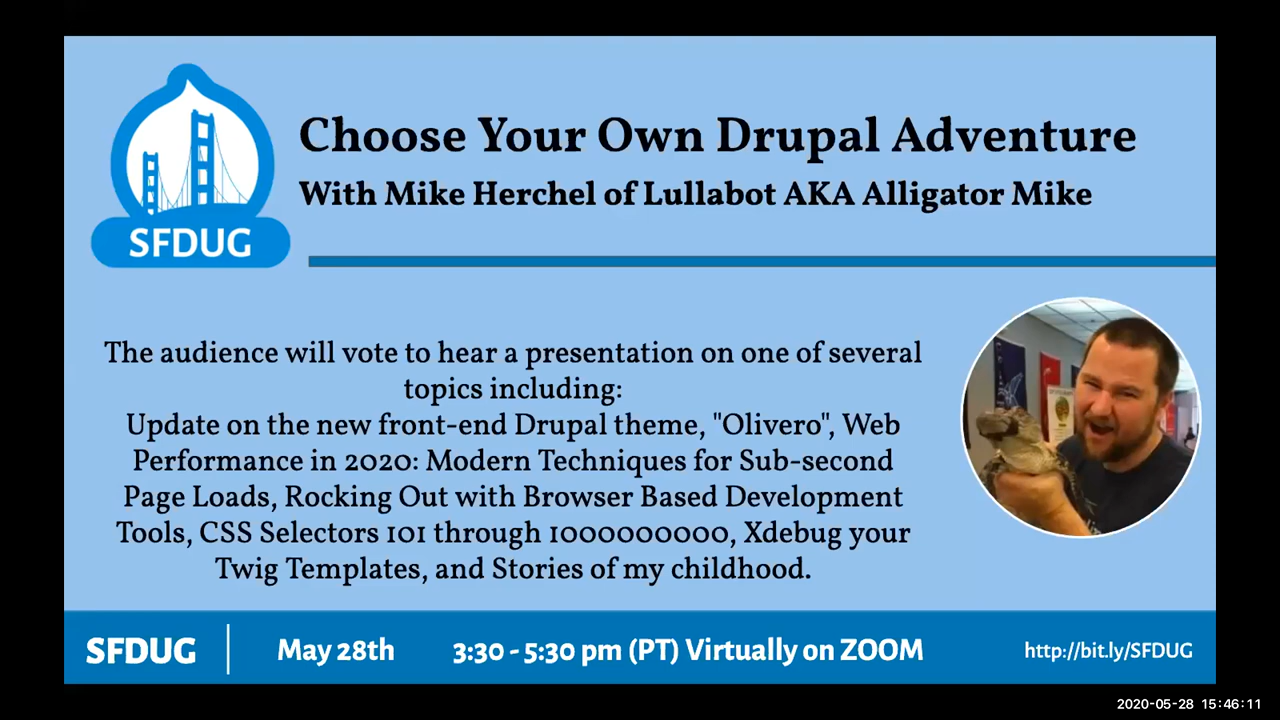 Choose Your Own Drupal Adventure
With Mike Herchel of Lullabot AKA Alligator Mike
SFDUG
The audience will vote to hear a presentation on one of several
topics including:
Update on the new front-end Drupal theme, "Olivero", Web
Performance in 2020: Modern Techniques for Sub-second
Page Loads, Rocking Out with Browser Based Development
Tools, CSS Selectors 101 through 1000000000, Xdebug your
Twig Templates, and Stories of my childhood.
SFDUG
May 28th
3:30 - 5:30 pm (PT) Virtually on ZOOM
http://bit.ly/SFDUG
2020-05-28 15:46:11